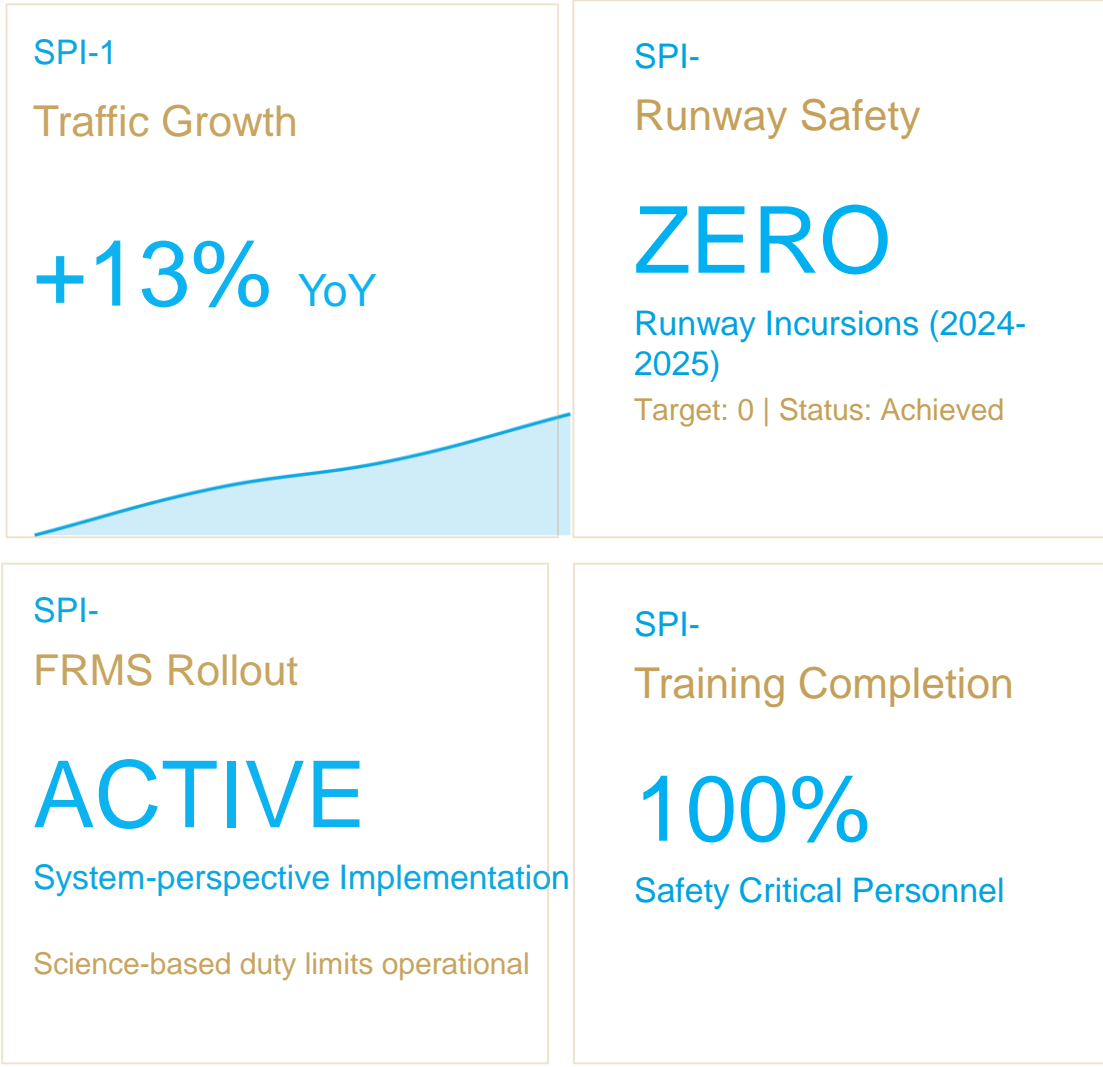 SPI-1
Traffic Growth
+13% YoY
SPI-
Runway Safety
ZERO
Runway Incursions (2024-
2025)
Target: 0 | Status: Achieved
SPI-
FRMS Rollout
ACTIVE
System-perspective Implementation
Science-based duty limits operational
SPI-
Training Completion
100%
Safety Critical Personnel